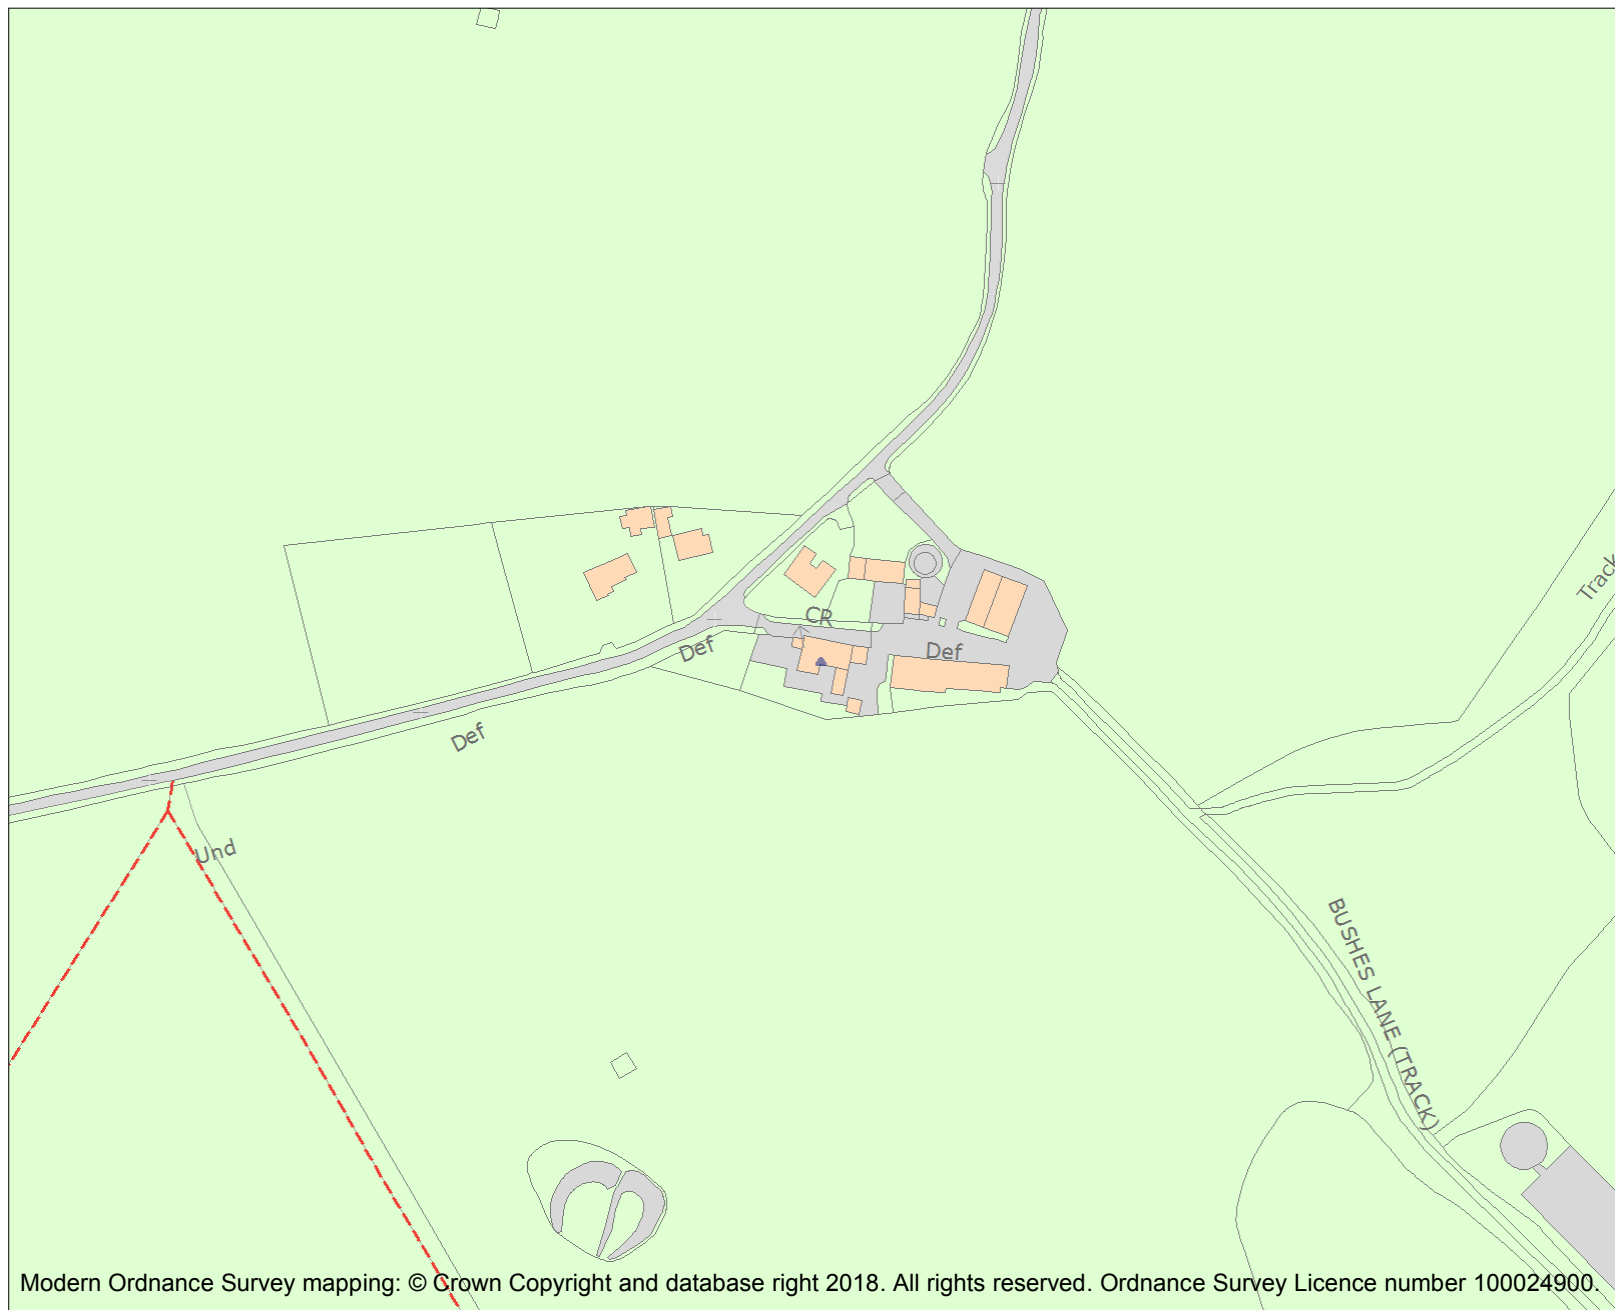 Track
CR
Def
Def
Def
Und
BUSHES LANE (TRACK)
Modern Ordnance Survey mapping: © Crown Copyright and database right 2018. All rights reserved. Ordnance Survey Licence number 100024900.